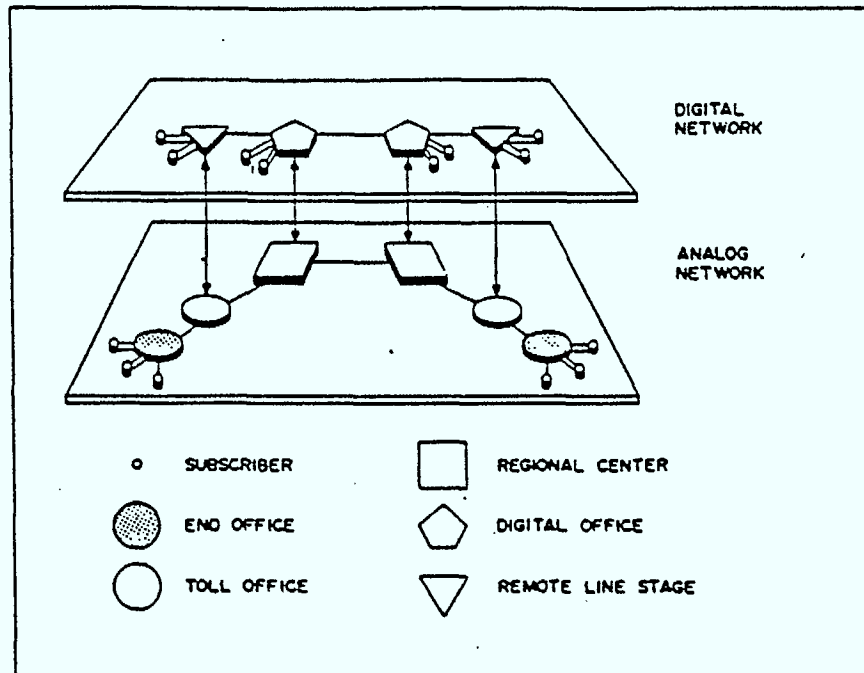 DIGITAL
NETWORK
ANALOG
NETWORK
SUBSCRIBER
REGIONAL CENTER
END OFFICE
DIGITAL OFFICE
TOLL OFFICE
REMOTE LINE STAGE